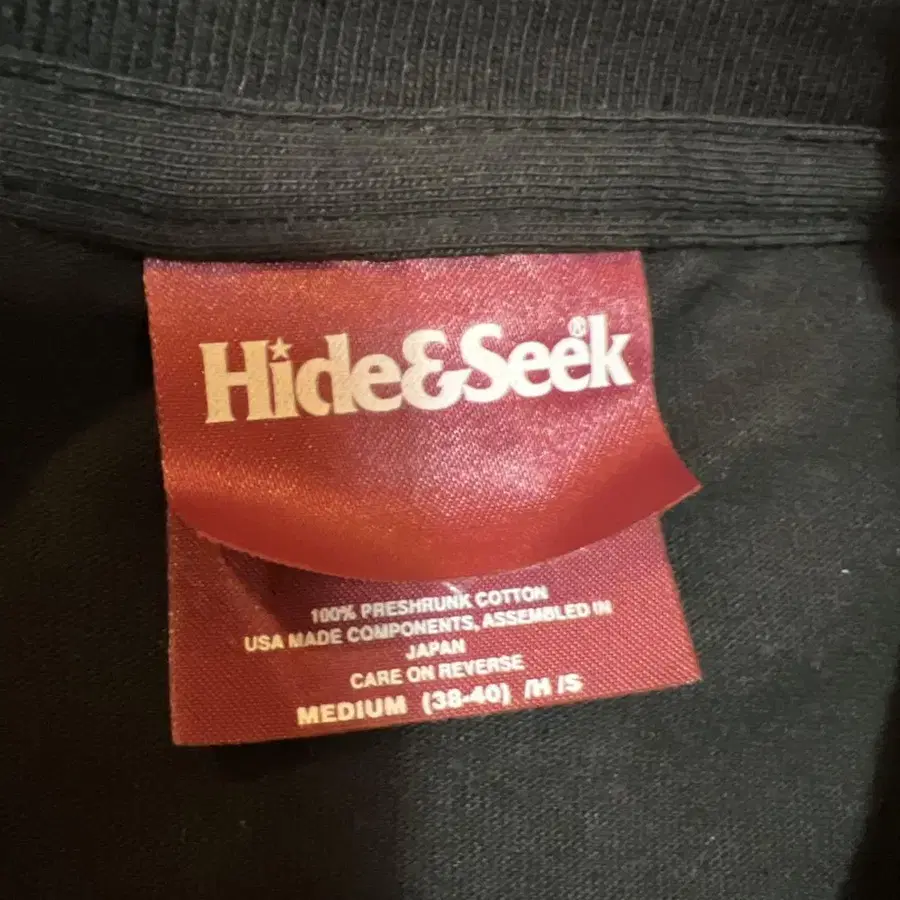 Hide&Seek®
100% PRESHRUNK COTTON
USA MADE COMPONENTS, ASSEMBLED IN
JAPAN
CARE ON REVERSE
MEDIUM (38-40) /H /S